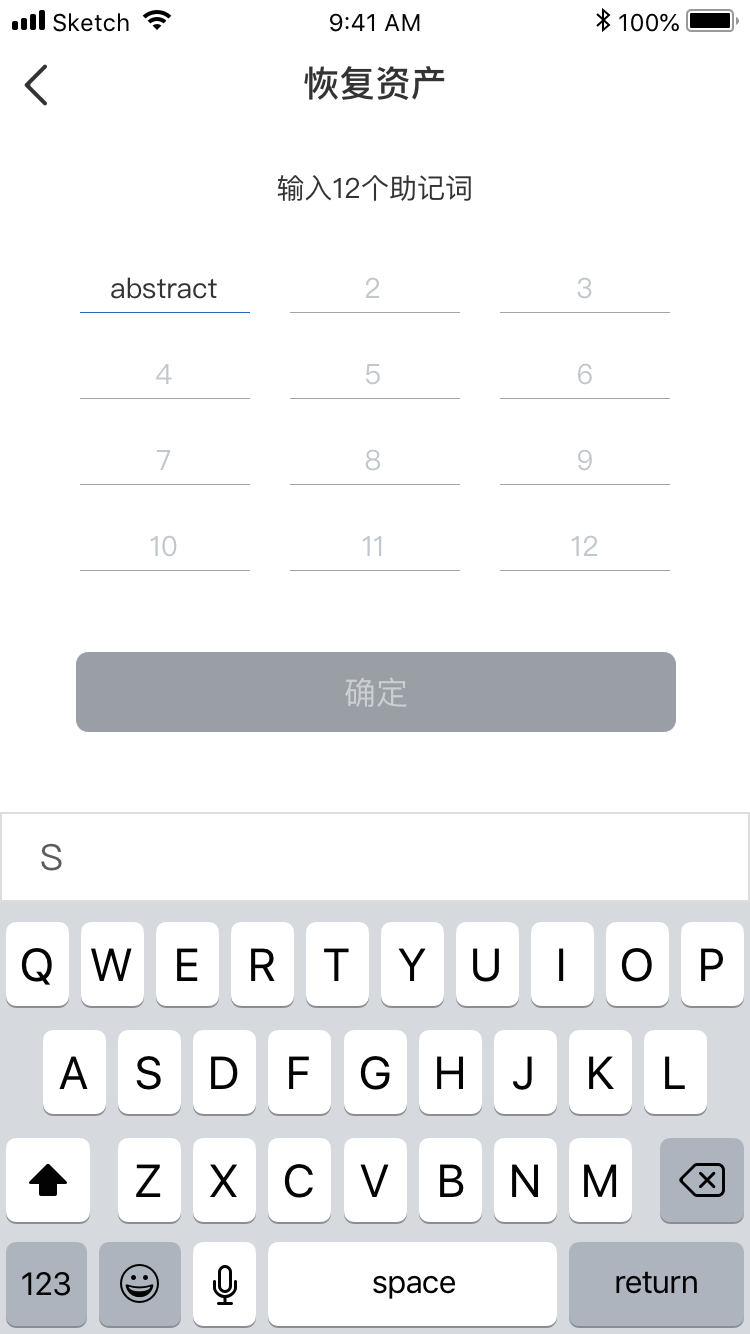 Sketch 9:41 AM 100%
恢复资产
输入12个助记词
abstract 2 3
4 5 6
7 8 9
10 11 12
确定
S
Q W E R T Y U I O P
A S D F G H J K L
Z X C V B N M
123 space return